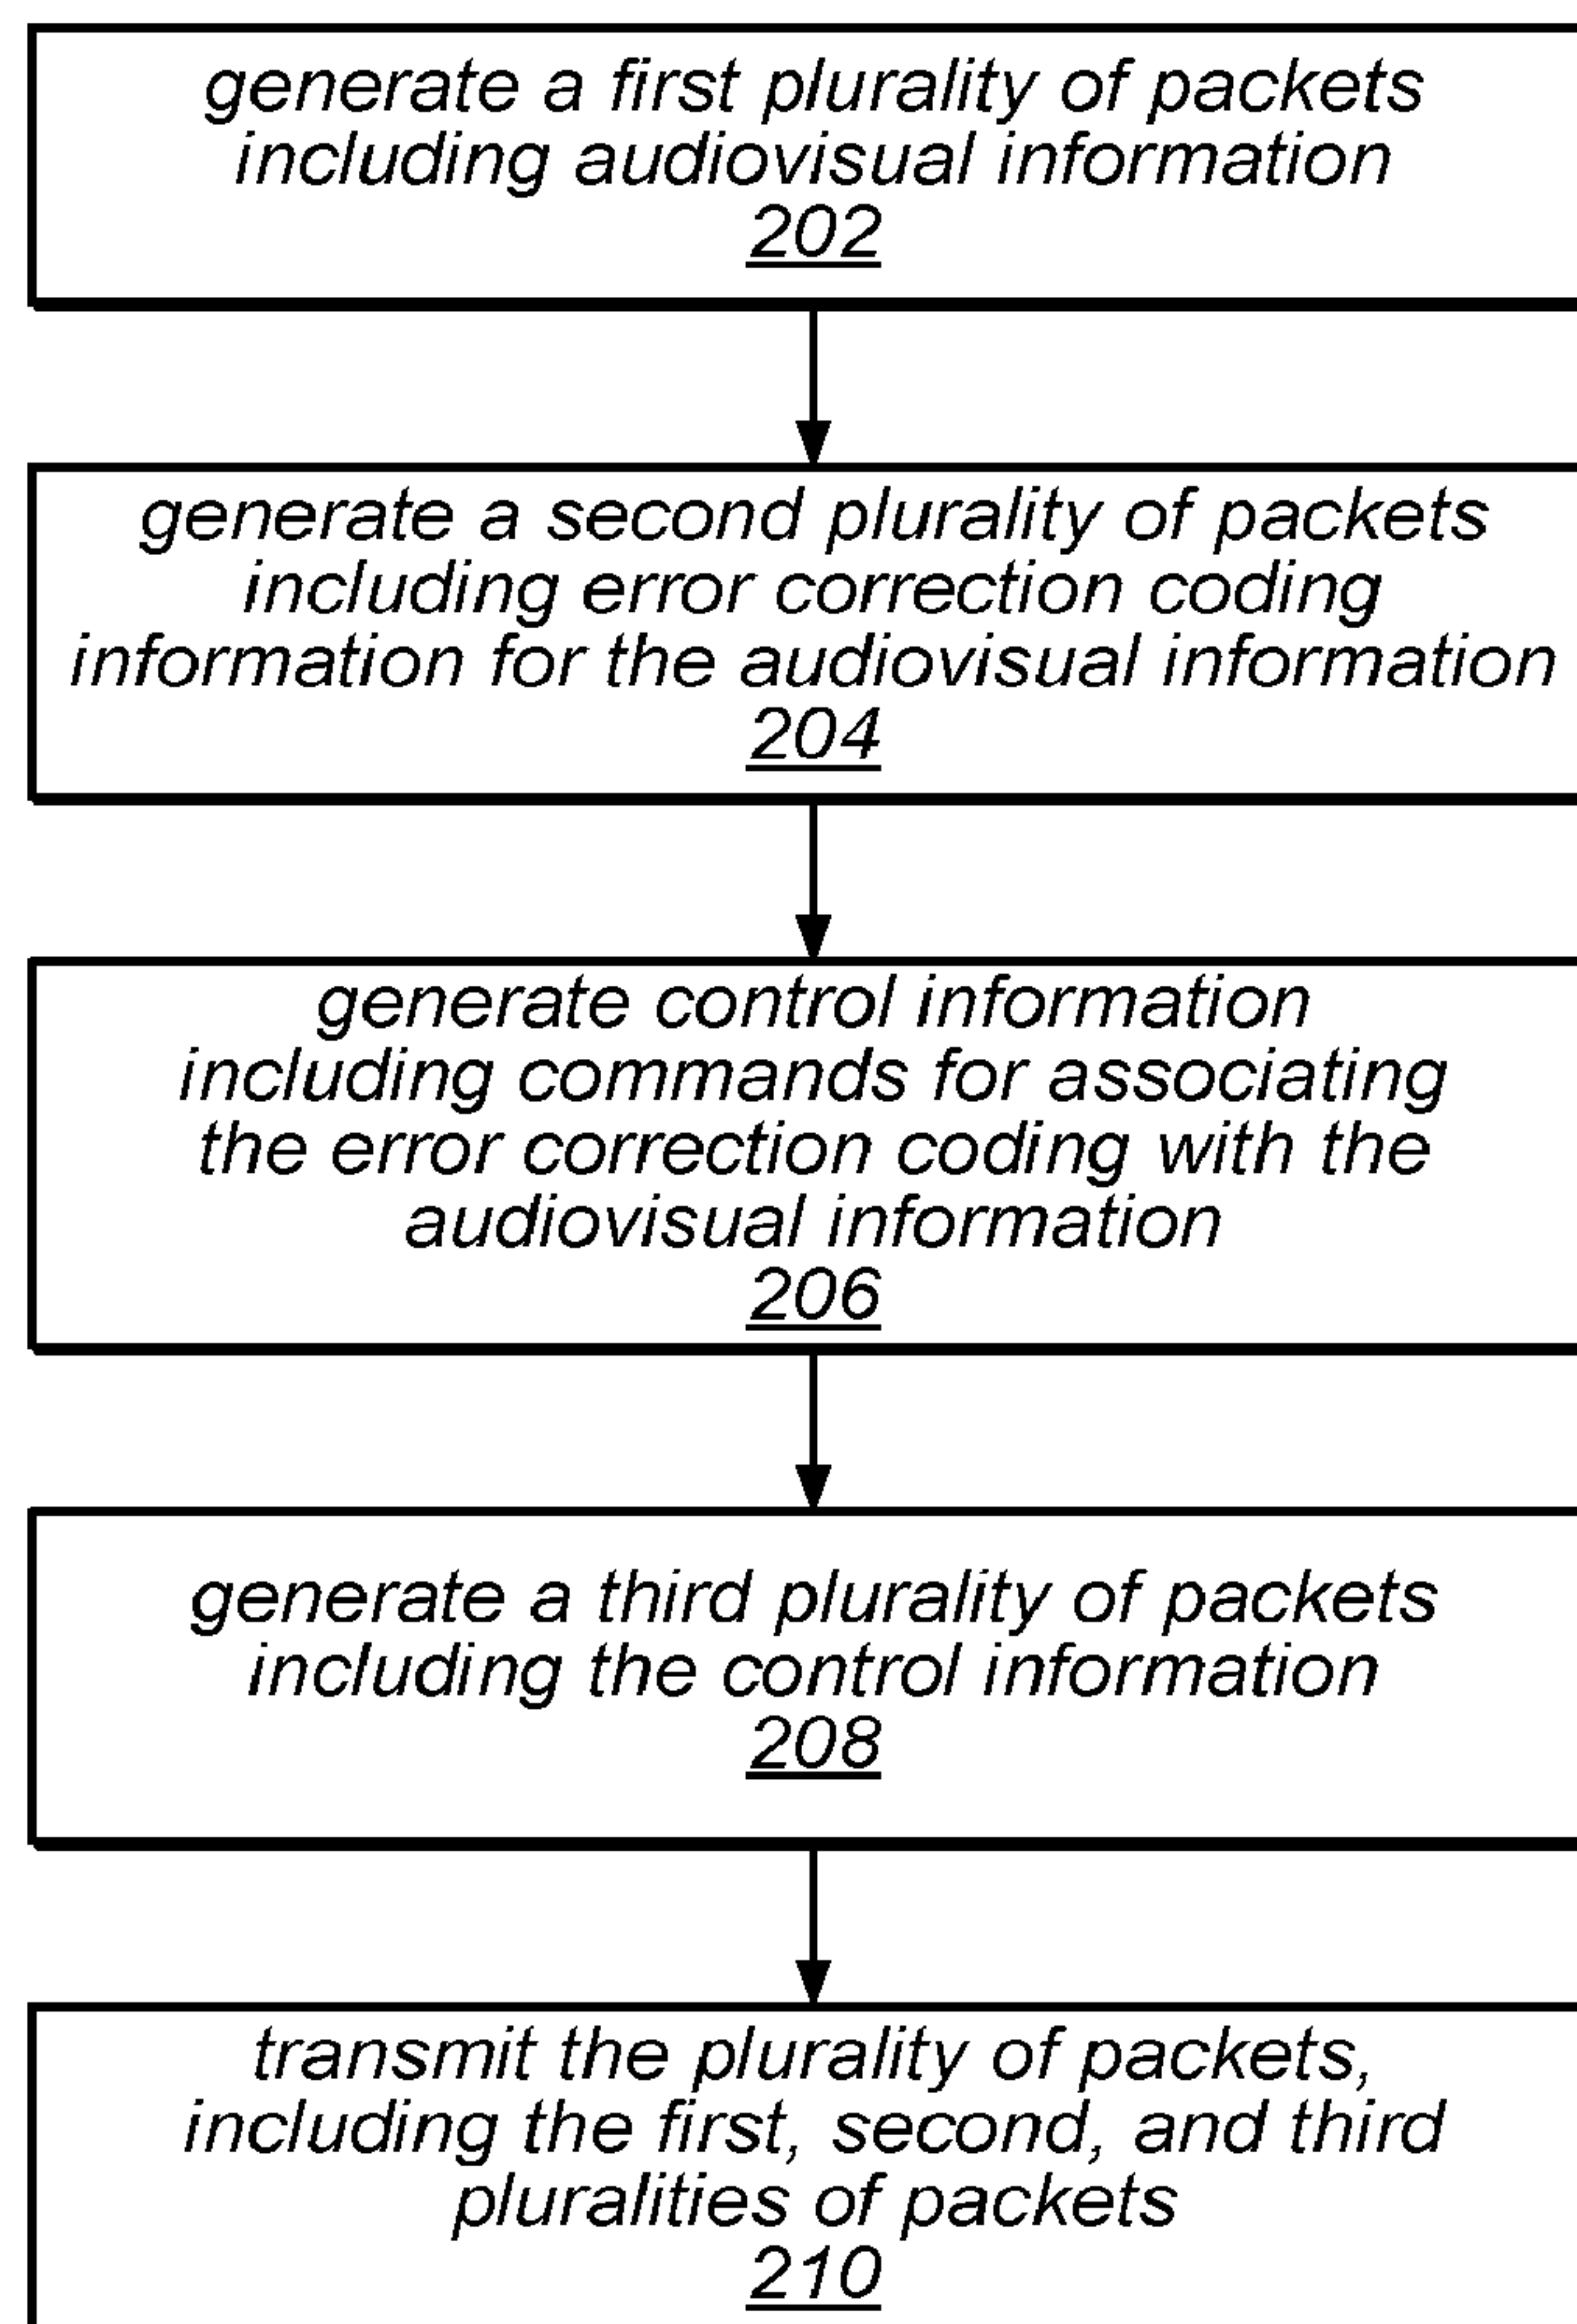 generate a first plurality of packets
including audiovisual information
202
generate a second plurality of packets
including error correction coding
information for the audiovisual information
204
generate control information
including commands for associating
the error correction coding with the
audiovisual information
206
generate a third plurality of packets
including the control information
208
transmit the plurality of packets,
including the first, second, and third
pluralities of packets
210